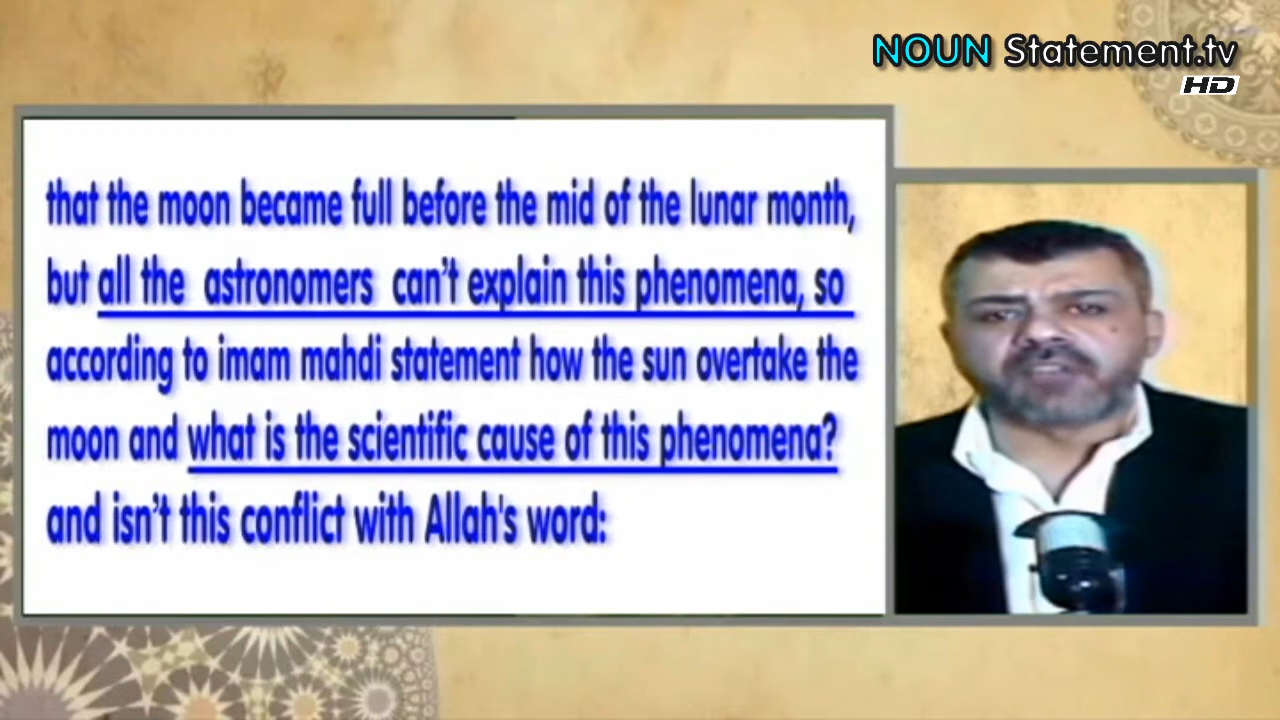 NOUN Statement.tv
HD
that the moon became full before the mid of the lunar month,
but all the astronomers can't explain this phenomena, so
according to imam mahdi statement how the sun overtake the
moon and what is the scientific cause of this phenomena?
and isn't this conflict with Allah's word: